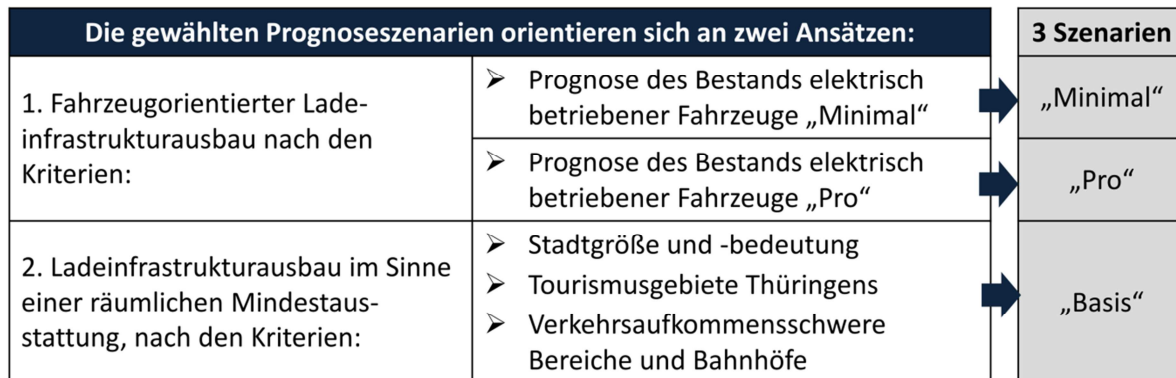 Die gewählten Prognoseszenarien orientieren sich an zwei Ansätzen:
3 Szenarien
1. Fahrzeugorientierter Lade-
infrastrukturausbau nach den
Kriterien:
➢ Prognose des Bestands elektrisch
betriebener Fahrzeuge „Minimal“
„Minimal“
➢ Prognose des Bestands elektrisch
betriebener Fahrzeuge „Pro“
„Pro“
2. Ladeinfrastrukturausbau im Sinne
einer räumlichen Mindestaus-
stattung, nach den Kriterien:
➢ Stadtgröße und -bedeutung
➢ Tourismusgebiete Thüringens
➢ Verkehrsaufkommensschwere
Bereiche und Bahnhöfe
„Basis“